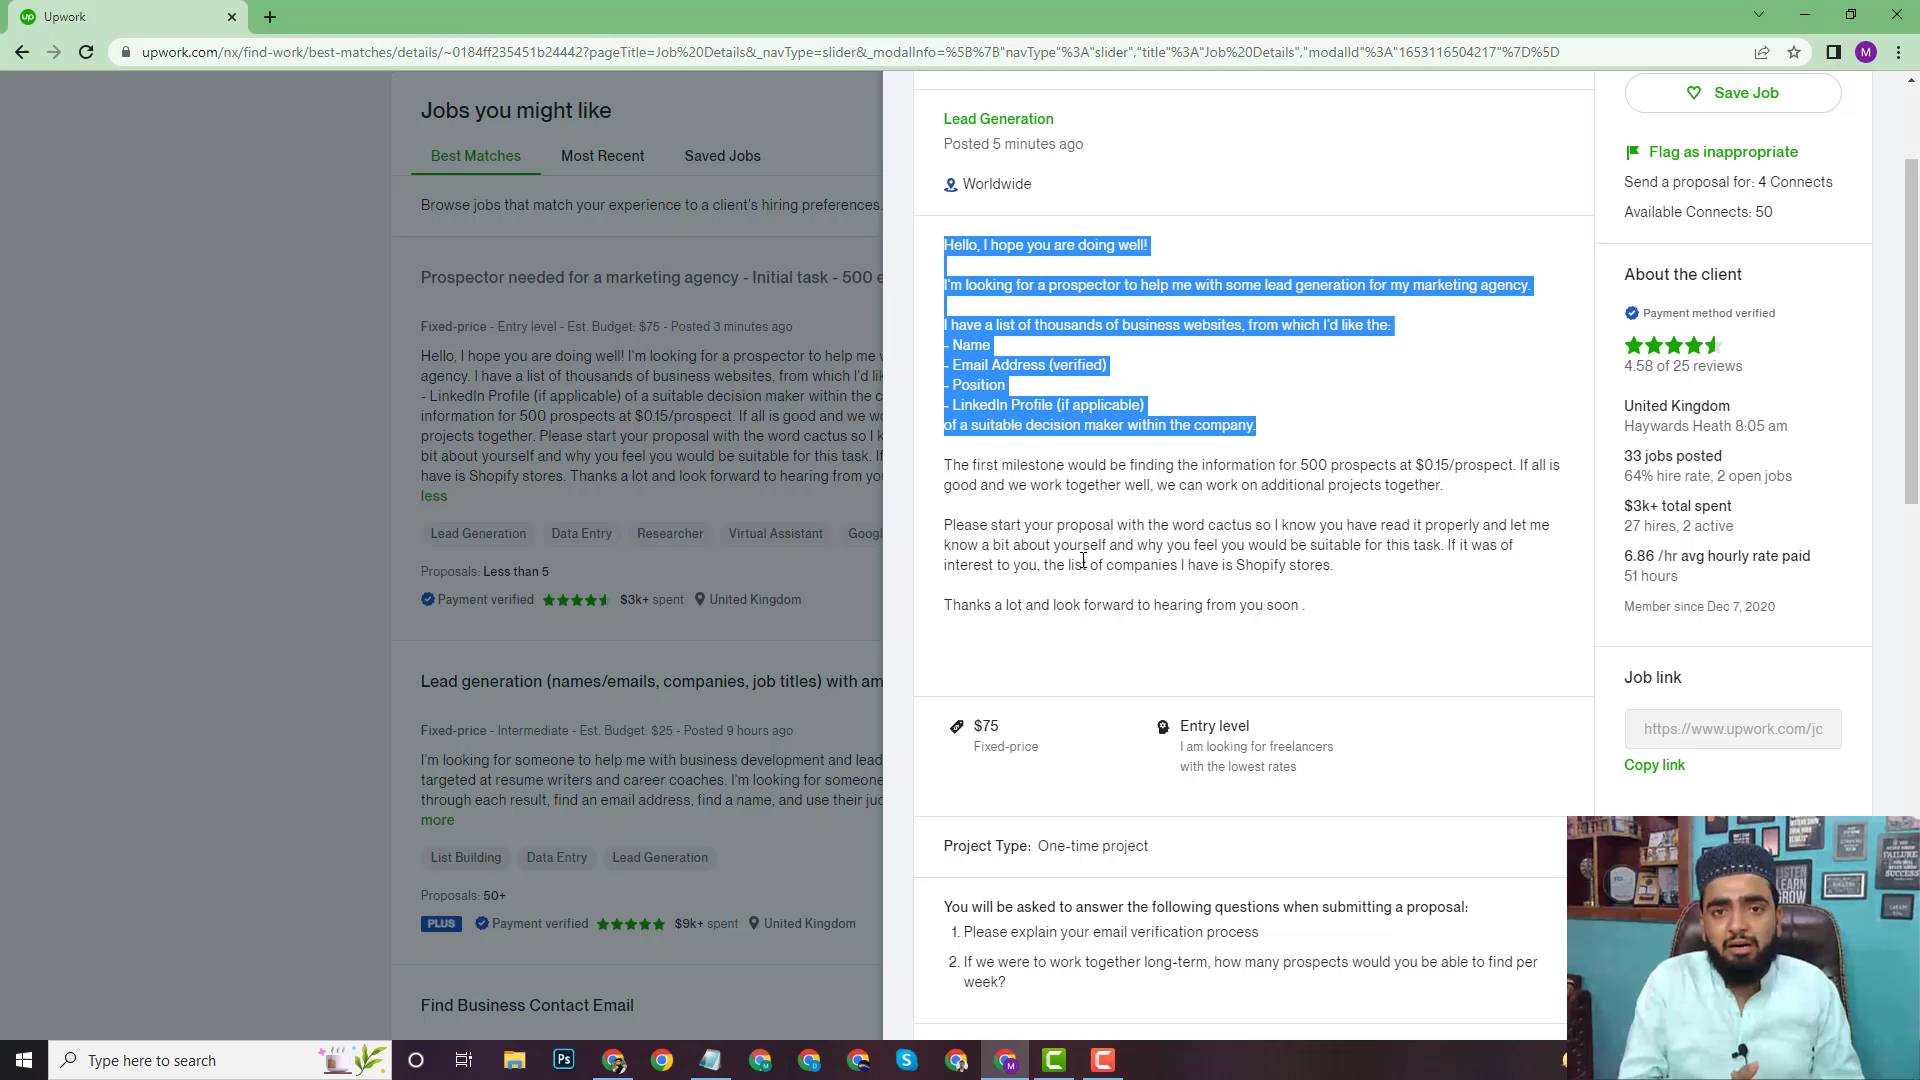 Upwork
upwork.com/nx/find-work/best-matches/details/~0184ff235451b24442?pageTitle=Job%20Details&_navType=slider&_modalInfo=%5B%7B"navType"%3A"slider","title"%3A"Job%20Details","modalId"%3A"1653116504217"%7D%5D
M
Jobs you might like
Best Matches Most Recent Saved Jobs
Browse jobs that match your experience to a client's hiring preferences.
Prospector needed for a marketing agency - Initial task - 500 e
Fixed-price - Entry level - Est. Budget: $75 - Posted 3 minutes ago
Hello, I hope you are doing well! I'm looking for a prospector to help me
agency. I have a list of thousands of business websites, from which I'd lik
- LinkedIn Profile (if applicable) of a suitable decision maker within the c
information for 500 prospects at $0.15/prospect. If all is good and we wo
projects together. Please start your proposal with the word cactus so I k
bit about yourself and why you feel you would be suitable for this task. If
have is Shopify stores. Thanks a lot and look forward to hearing from you
less
Lead Generation Data Entry Researcher Virtual Assistant Googl
Proposals: Less than 5
Payment verified $3k+ spent United Kingdom
Lead generation (names/emails, companies, job titles) with am
Fixed-price - Intermediate - Est. Budget: $25 - Posted 9 hours ago
I'm looking for someone to help me with business development and lead
targeted at resume writers and career coaches. I'm looking for someone
through each result, find an email address, find a name, and use their juc
more
List Building Data Entry Lead Generation
Proposals: 50+
PLUS Payment verified $9k+ spent United Kingdom
Find Business Contact Email
Lead Generation
Posted 5 minutes ago
Worldwide
Hello, I hope you are doing well!
I'm looking for a prospector to help me with some lead generation for my marketing agency.
I have a list of thousands of business websites, from which I'd like the:
- Name
- Email Address (verified)
- Position
- LinkedIn Profile (if applicable)
of a suitable decision maker within the company.
The first milestone would be finding the information for 500 prospects at $0.15/prospect. If all is
good and we work together well, we can work on additional projects together.
Please start your proposal with the word cactus so I know you have read it properly and let me
know a bit about yourself and why you feel you would be suitable for this task. If it was of
interest to you, the list of companies I have is Shopify stores.
Thanks a lot and look forward to hearing from you soon .
$75
Fixed-price
Entry level
I am looking for freelancers
with the lowest rates
Project Type: One-time project
You will be asked to answer the following questions when submitting a proposal:
1. Please explain your email verification process
2. If we were to work together long-term, how many prospects would you be able to find per
week?
Save Job
Flag as inappropriate
Send a proposal for: 4 Connects
Available Connects: 50
About the client
Payment method verified
4.58 of 25 reviews
United Kingdom
Haywards Heath 8:05 am
33 jobs posted
64% hire rate, 2 open jobs
$3k+ total spent
27 hires, 2 active
6.86 /hr avg hourly rate paid
51 hours
Member since Dec 7, 2020
Job link
https://www.upwork.com/jc
Copy link
LISTEN
LEARN
GROW
FAILURE
SUCCESS
Type here to search
Ps